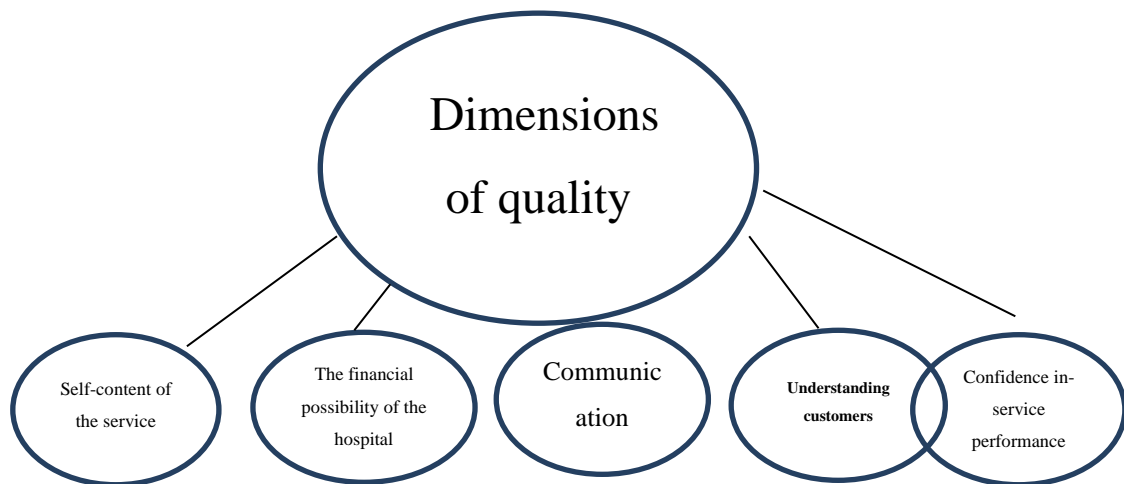 Dimensions
of quality
Self-content of
the service
The financial
possibility of the
hospital
Communic
ation
Understanding
customers
Confidence in-
service
performance